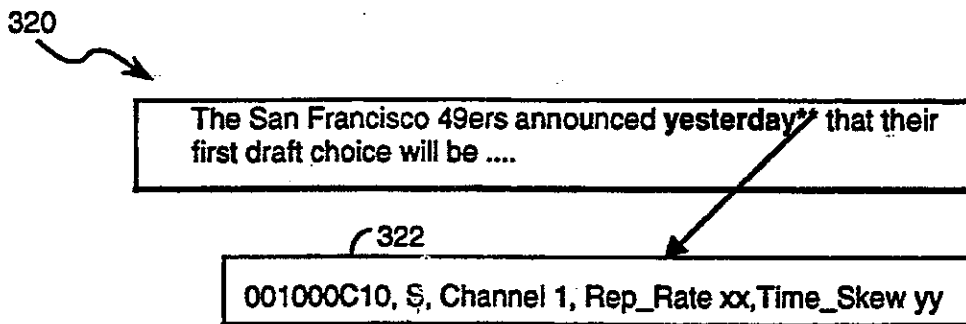 320
The San Francisco 49ers announced yesterday** that their
first draft choice will be ....
322
001000C10, S, Channel 1, Rep_Rate xx,Time_Skew yy